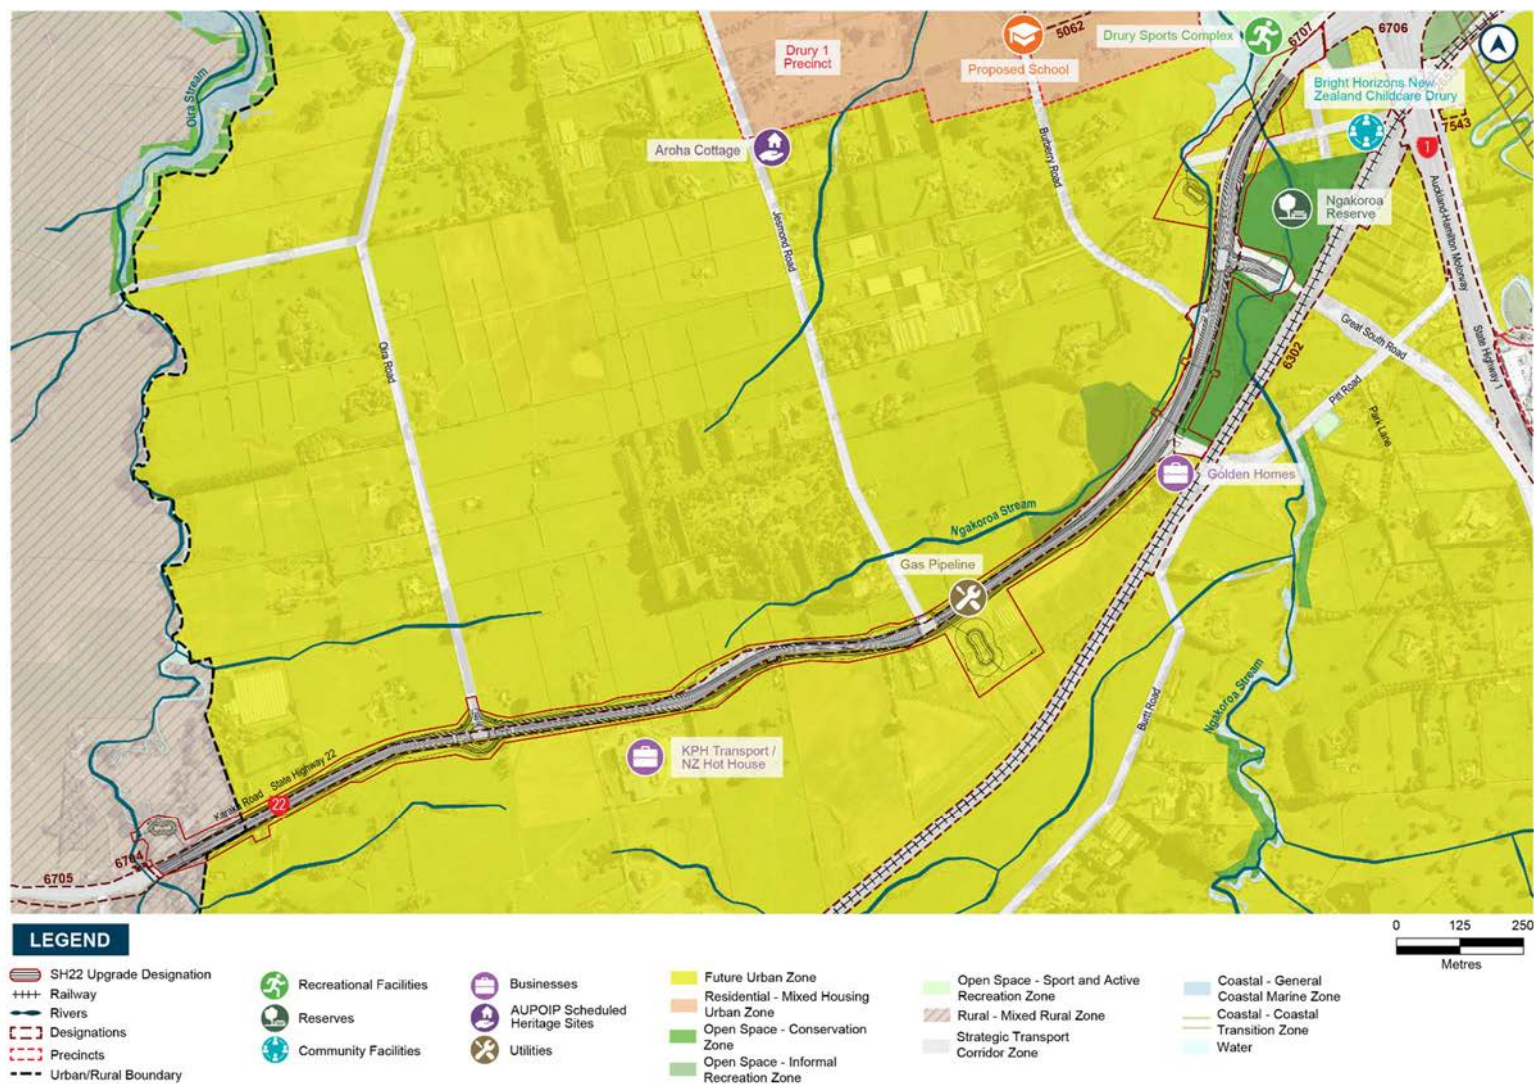 6707
6706
5062
Drury Sports Complex
Drury 1
Precinct
Proposed School
Bright Horizons New
Zealand Childcare Drury
Oira Stream
7543
1
Aroha Cottage
Burberry Road
Auckland-Hamilton Motorway
Ngakoroa
Reserve
Jesmond Road
State Highway 1
Great South Road
Oira Road
6302
Pitt Road
Park Lane
Golden Homes
Ngakoroa Stream
Gas Pipeline
Ngakoroa Stream
Burtt Road
KPH Transport /
NZ Hot House
State Highway 22
Karaka Road
22
6704
6705
LEGEND
0 125 250
Metres
SH22 Upgrade Designation
Railway
Rivers
Designations
Precincts
Urban/Rural Boundary
Recreational Facilities
Reserves
Community Facilities
Businesses
AUPOIP Scheduled
Heritage Sites
Utilities
Future Urban Zone
Residential - Mixed Housing
Urban Zone
Open Space - Conservation
Zone
Open Space - Informal
Recreation Zone
Open Space - Sport and Active
Recreation Zone
Rural - Mixed Rural Zone
Strategic Transport
Corridor Zone
Coastal - General
Coastal Marine Zone
Coastal - Coastal
Transition Zone
Water